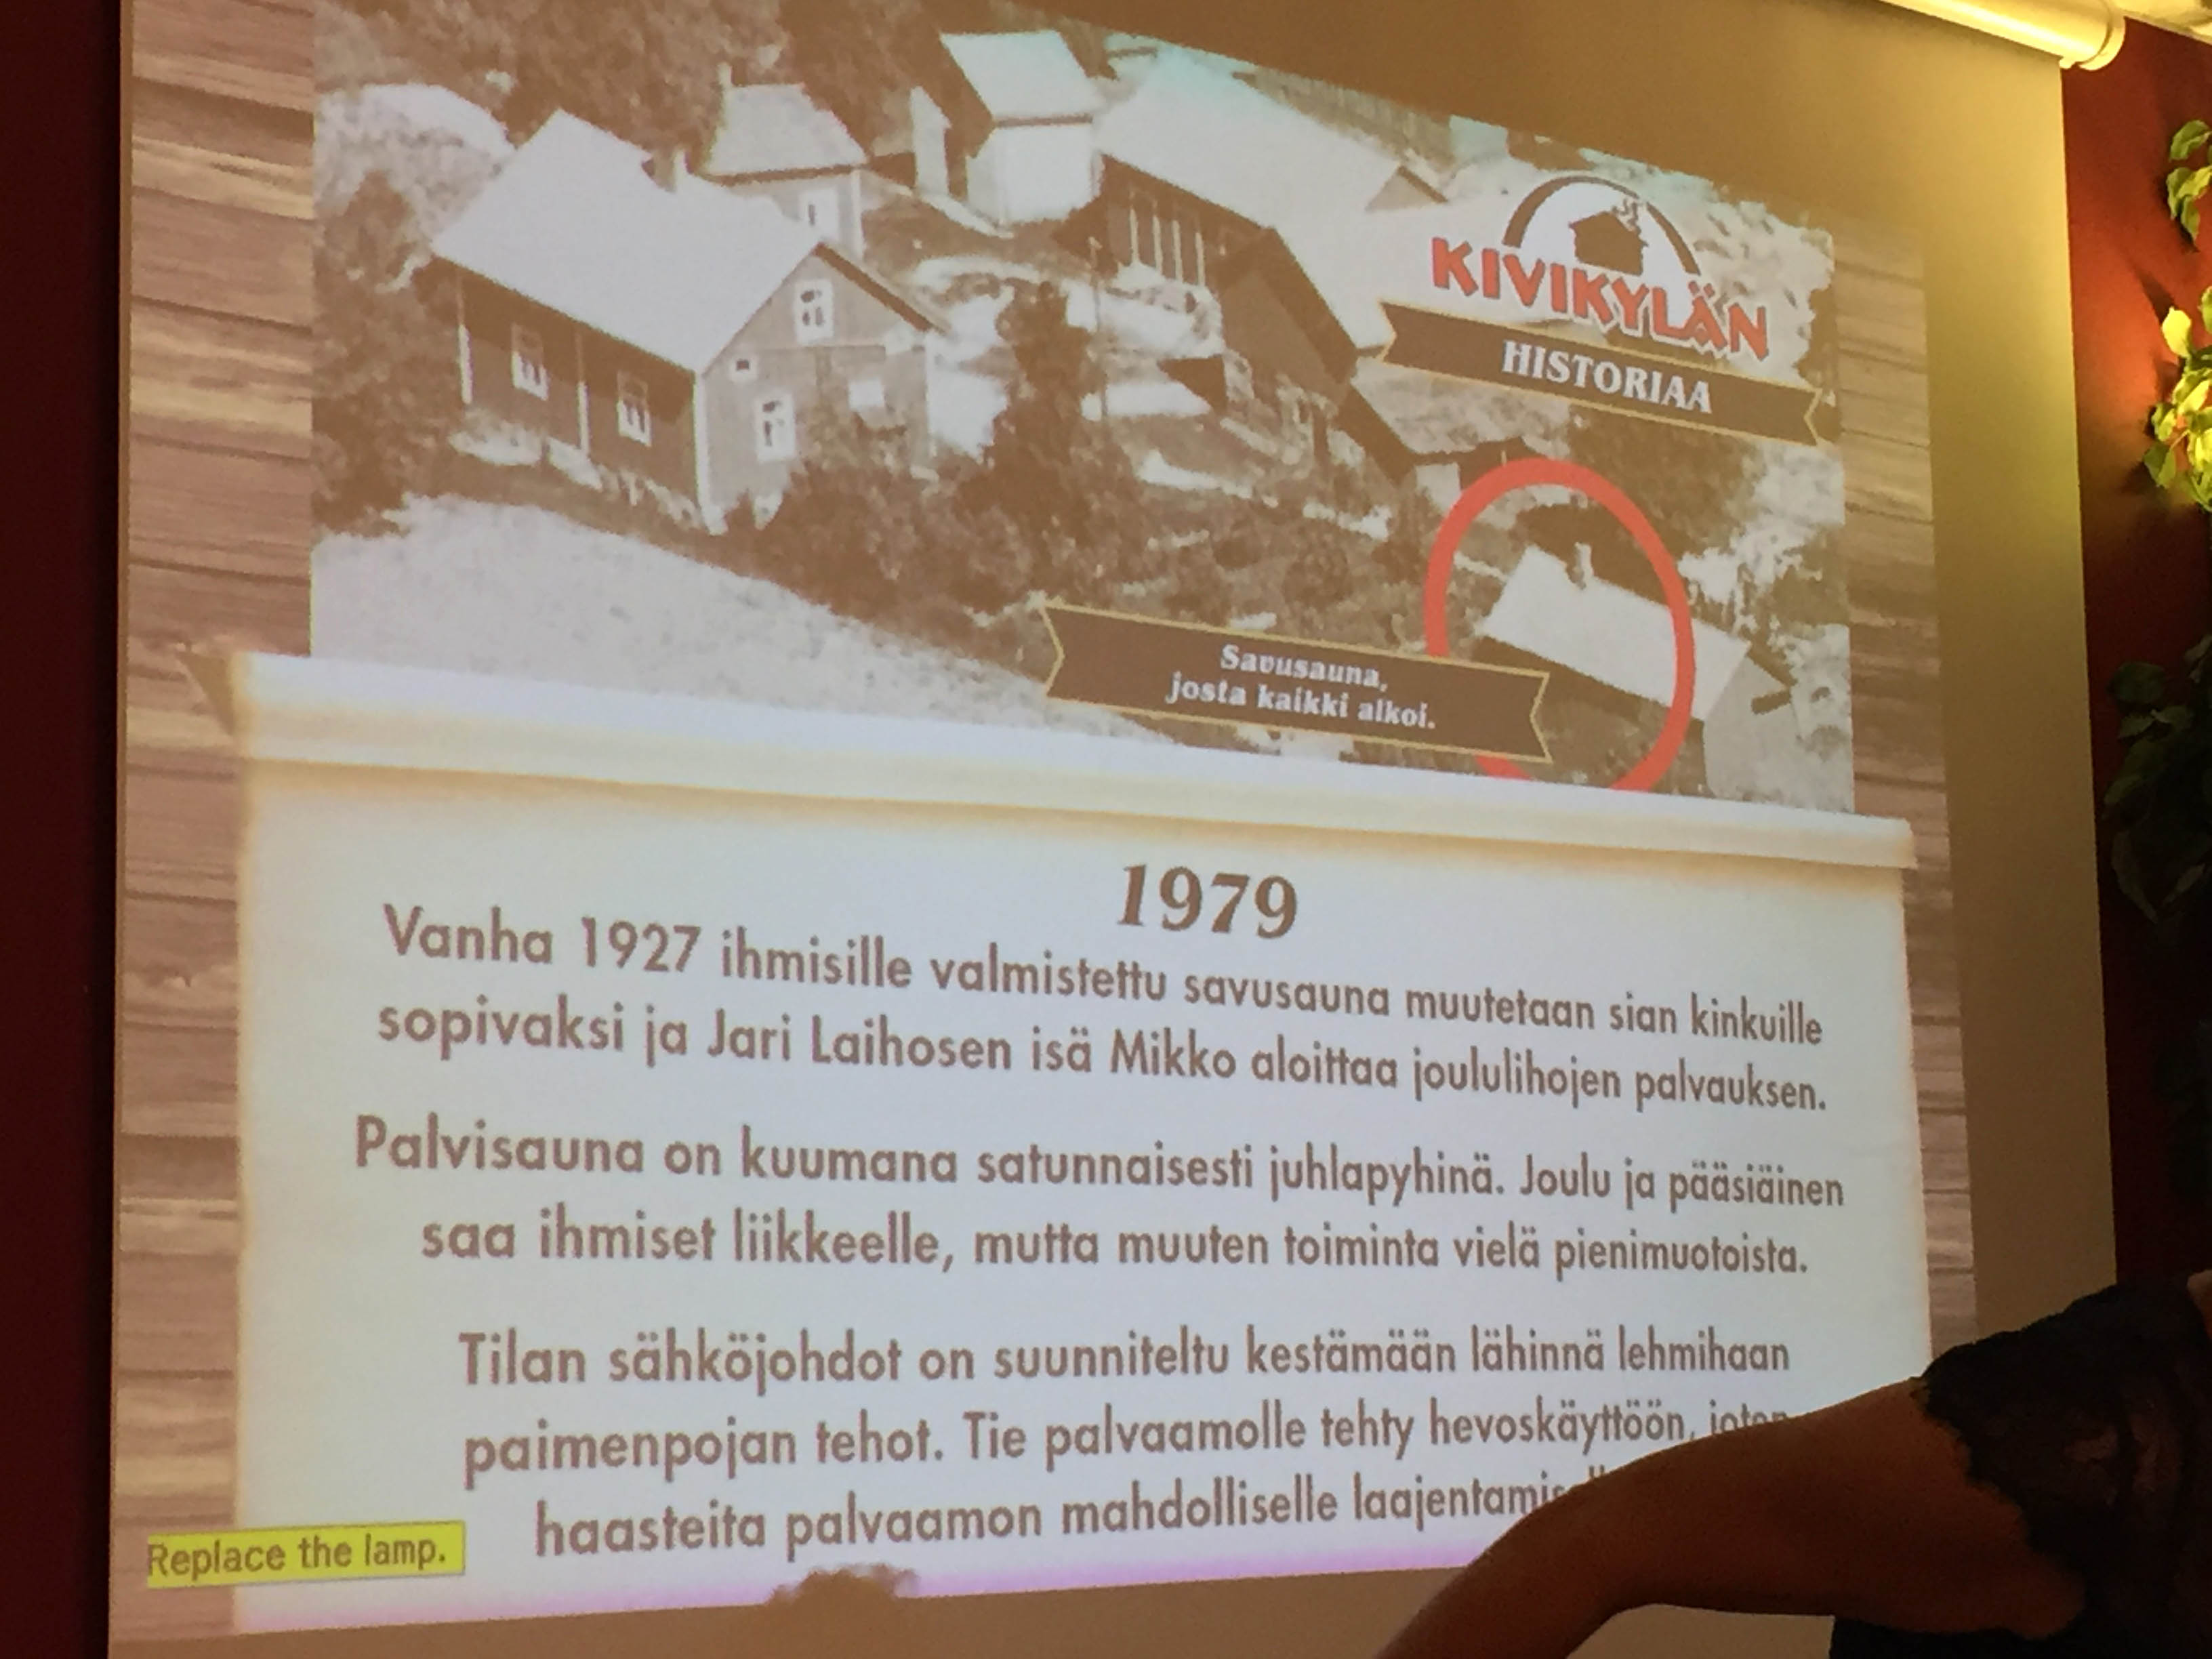 KIVIKYLÄN
HISTORIAA
Savusauna,
josta kaikki alkoi.
1979
Vanha 1927 ihmisille valmistettu savusauna muutetaan sian kinkuille
sopivaksi ja Jari Laihosen isä Mikko aloittaa joululihojen palvauksen.
Palvisauna on kuumana satunnaisesti juhlapyhinä. Joulu ja pääsiäinen
saa ihmiset liikkeelle, mutta muuten toiminta vielä pienimuotoista.
Tilan sähköjohdot on suunniteltu kestämään lähinnä lehmihaan
paimenpojan tehot. Tie palvaamolle tehty hevoskäyttöön, joten
haasteita palvaamon mahdolliselle
Replace the lamp.